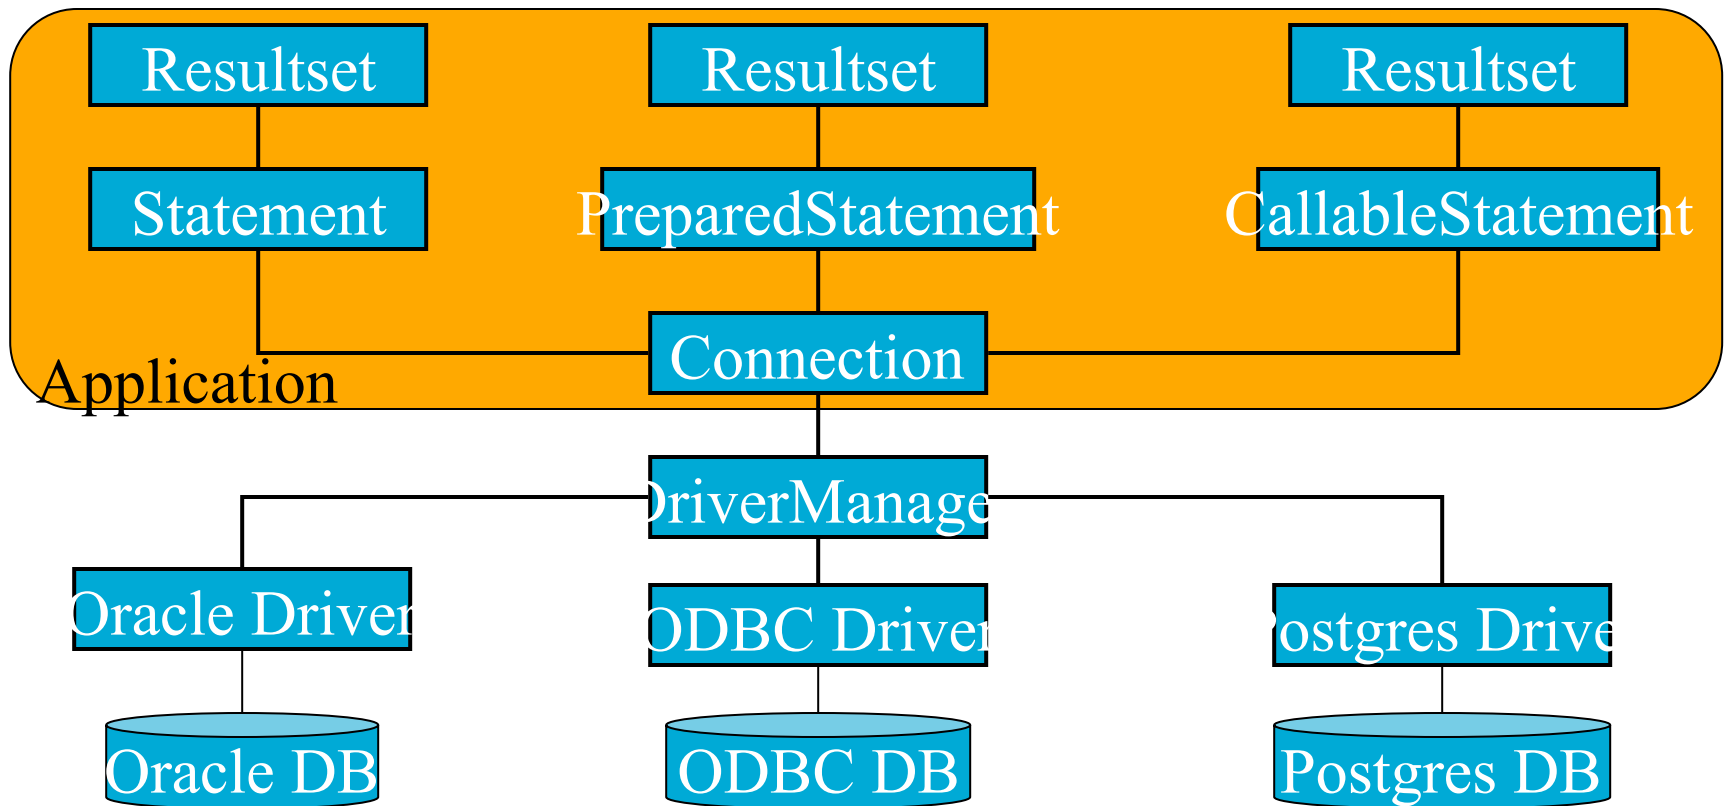 Resultset
Resultset
Resultset
Statement
PreparedStatement
CallableStatement
Connection
Application
DriverManage
Oracle Driver
ODBC Driver
Postgres Drive
Oracle DB
ODBC DB
Postgres DB